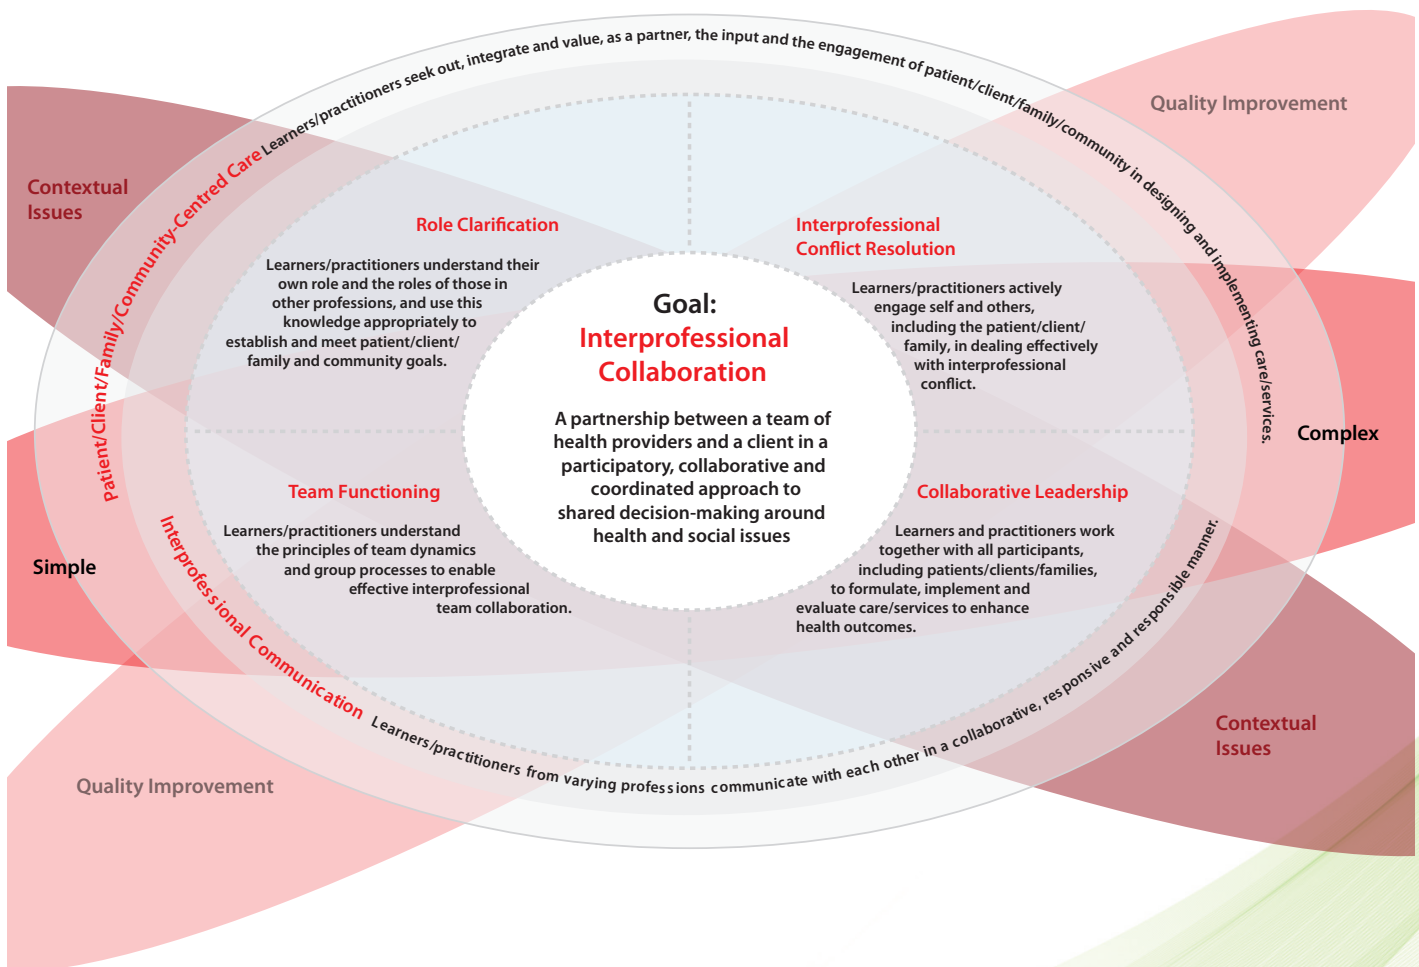 Patient/Client/Family/Community-Centred Care Learners/practitioners seek out, integrate and value, as a partner, the input and the engagement of patient/client/family/community in designing and implementing care/services.
Quality Improvement
Contextual
Issues
Role Clarification
Learners/practitioners understand their
own role and the roles of those in
other professions, and use this
knowledge appropriately to
establish and meet patient/client/
family and community goals.
Interprofessional
Conflict Resolution
Learners/practitioners actively
engage self and others,
including the patient/client/
family, in dealing effectively
with interprofessional
conflict.
Goal:
Interprofessional
Collaboration
A partnership between a team of
health providers and a client in a
participatory, collaborative and
coordinated approach to
shared decision-making around
health and social issues
Complex
Simple
Team Functioning
Learners/practitioners understand
the principles of team dynamics
and group processes to enable
effective interprofessional
team collaboration.
Collaborative Leadership
Learners and practitioners work
together with all participants,
including patients/clients/families,
to formulate, implement and
evaluate care/services to enhance
health outcomes.
Interprofessional Communication Learners/practitioners from varying professions communicate with each other in a collaborative, responsive and responsible manner.
Contextual
Issues
Quality Improvement